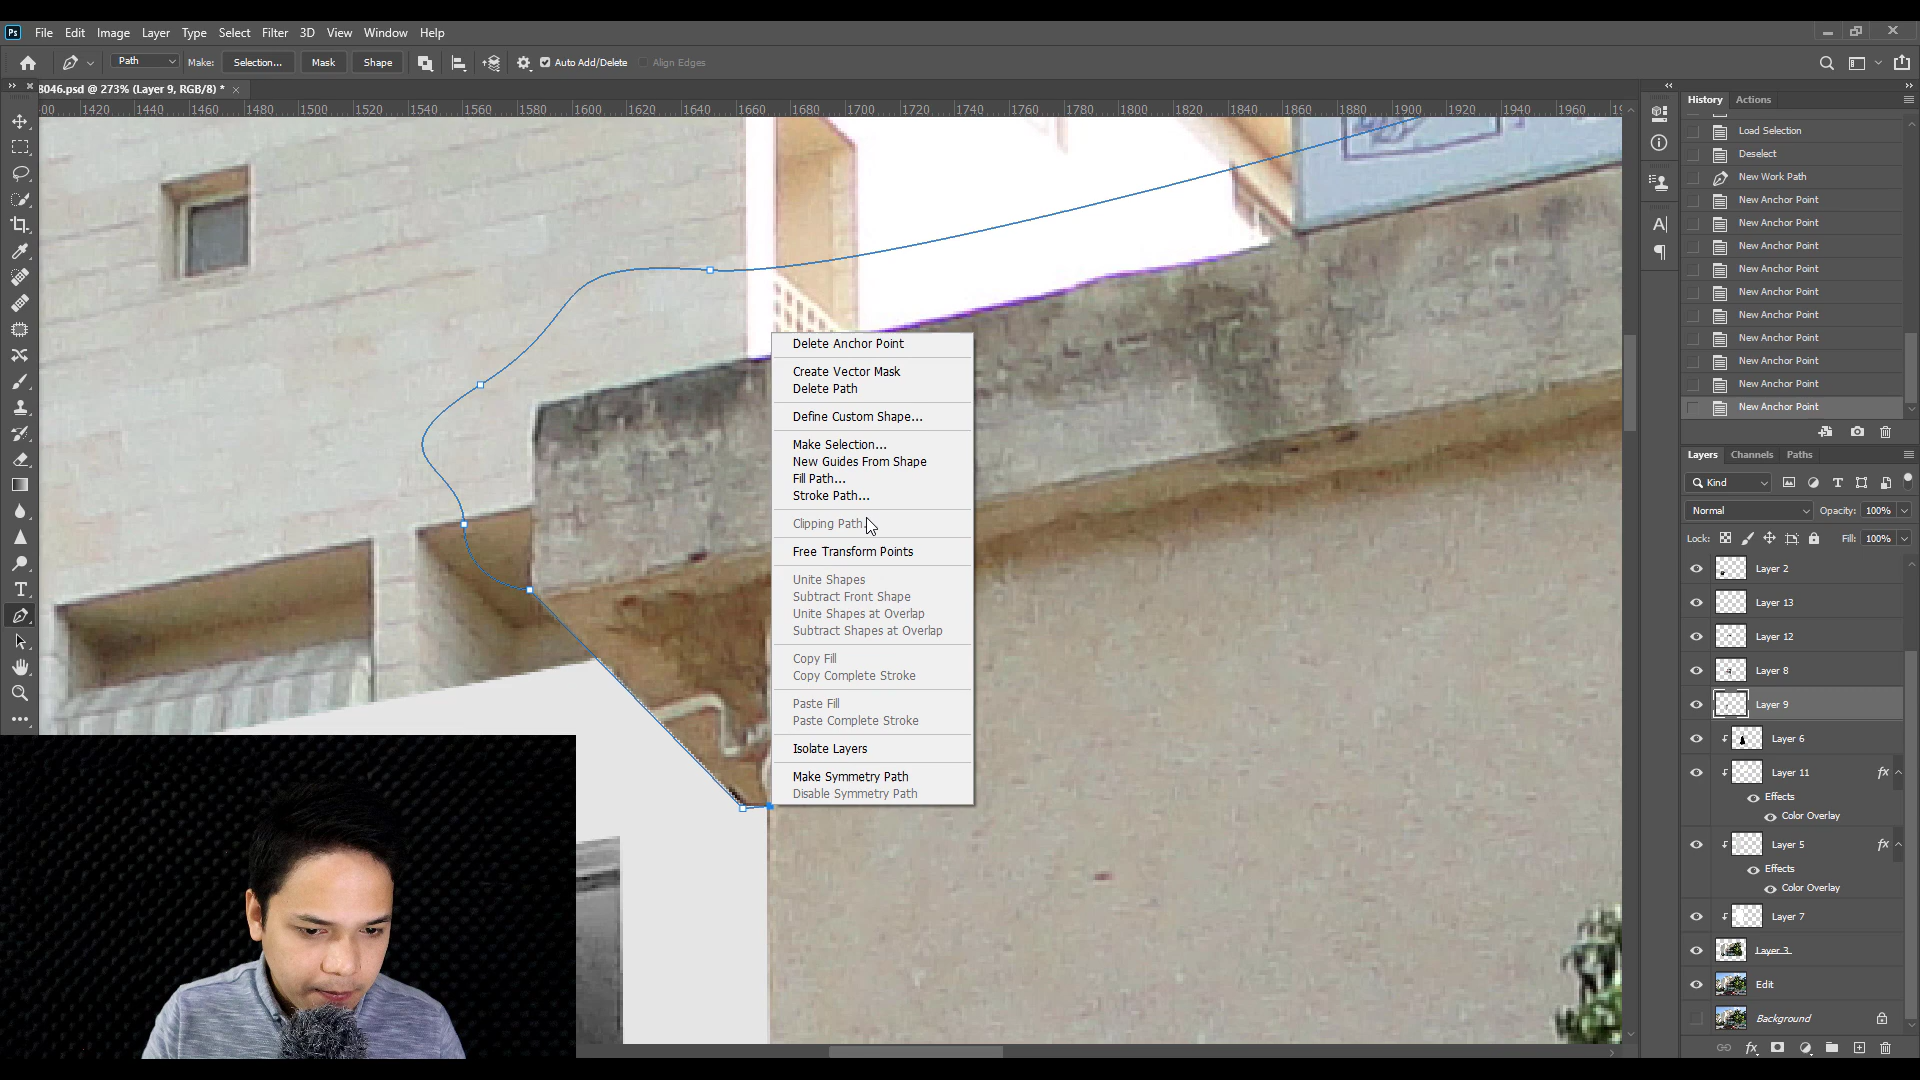 Ps File Edit Image Layer Type Select Filter 3D View Window Help
Path Make: Selection... Mask Shape Auto Add/Delete Align Edges
8046.psd @ 273% (Layer 9, RGB/8) *
1420 1440 1460 1480 1500 1520 1540 1560 1580 1600 1620 1640 1660 1680 1700 1720 1740 1760 1780 1800 1820 1840 1860 1880 1900 1920 1940 1960
History Actions
Load Selection
Deselect
New Work Path
New Anchor Point
New Anchor Point
New Anchor Point
New Anchor Point
New Anchor Point
New Anchor Point
New Anchor Point
New Anchor Point
New Anchor Point
New Anchor Point
Delete Anchor Point
Create Vector Mask
Delete Path
Define Custom Shape...
Make Selection...
New Guides From Shape
Fill Path...
Stroke Path...
Clipping Path...
Free Transform Points
Unite Shapes
Subtract Front Shape
Unite Shapes at Overlap
Subtract Shapes at Overlap
Copy Fill
Copy Complete Stroke
Paste Fill
Paste Complete Stroke
Isolate Layers
Make Symmetry Path
Disable Symmetry Path
Layers Channels Paths
Kind
Normal Opacity: 100%
Lock: Fill: 100%
Layer 2
Layer 13
Layer 12
Layer 8
Layer 9
Layer 6
Layer 11 fx
Effects
Color Overlay
Layer 5 fx
Effects
Color Overlay
Layer 7
Layer 3
Edit
Background
fx